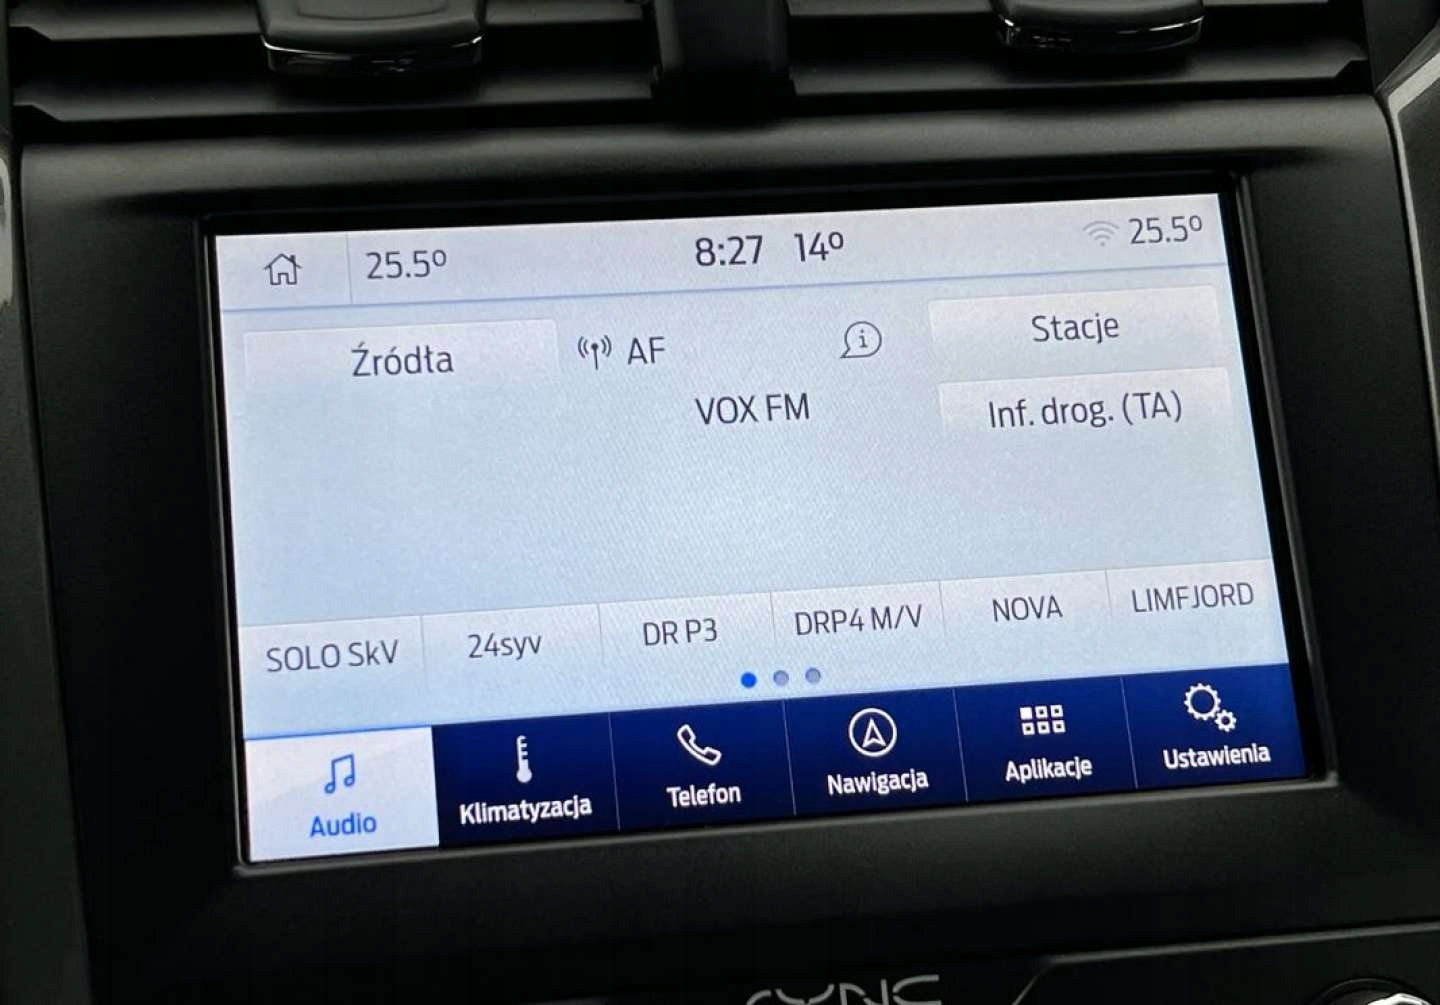 25.5° 8:27 14° 25.5°
Źródła AF Stacje
VOX FM Inf. drog. (TA)
SOLO SkV 24syv DR P3 DRP4 M/V NOVA LIMFJORD
Audio Klimatyzacja Telefon Nawigacja Aplikacje Ustawienia
SYNC